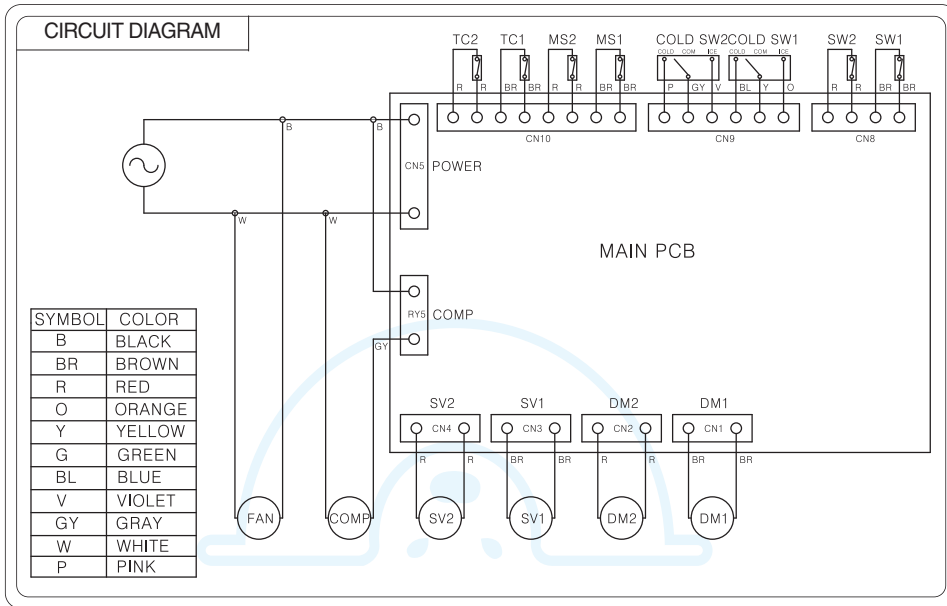 CIRCUIT DIAGRAM
TC2 TC1 MS2 MS1 COLD SW2 COLD SW1 SW2 SW1
COLD COM ICE COLD COM ICE
R R BR BR R R BR BR P GY V BL Y O R R BR BR
CN10 CN9 CN8
B B
CN5 POWER
W W
MAIN PCB
RY5 COMP
GY
SYMBOL COLOR
B BLACK
BR BROWN
R RED
O ORANGE
Y YELLOW
G GREEN
BL BLUE
V VIOLET
GY GRAY
W WHITE
P PINK
SV2 SV1 DM2 DM1
CN4 CN3 CN2 CN1
R R BR BR R R BR BR
FAN COMP SV2 SV1 DM2 DM1